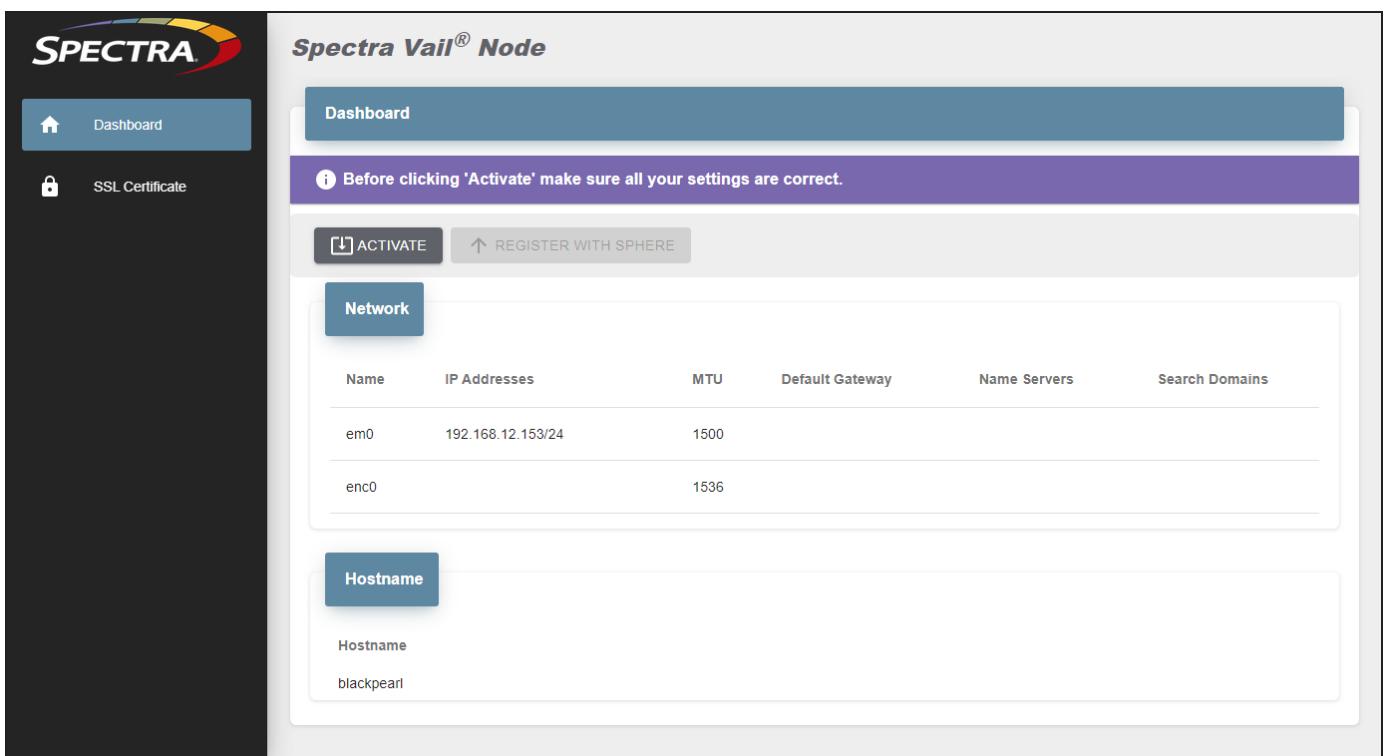 SPECTRA
Spectra Vail® Node
Dashboard
SSL Certificate
Dashboard
Before clicking 'Activate' make sure all your settings are correct.
ACTIVATE REGISTER WITH SPHERE
Network
Name IP Addresses MTU Default Gateway Name Servers Search Domains
em0 192.168.12.153/24 1500
enc0 1536
Hostname
Hostname
blackpearl